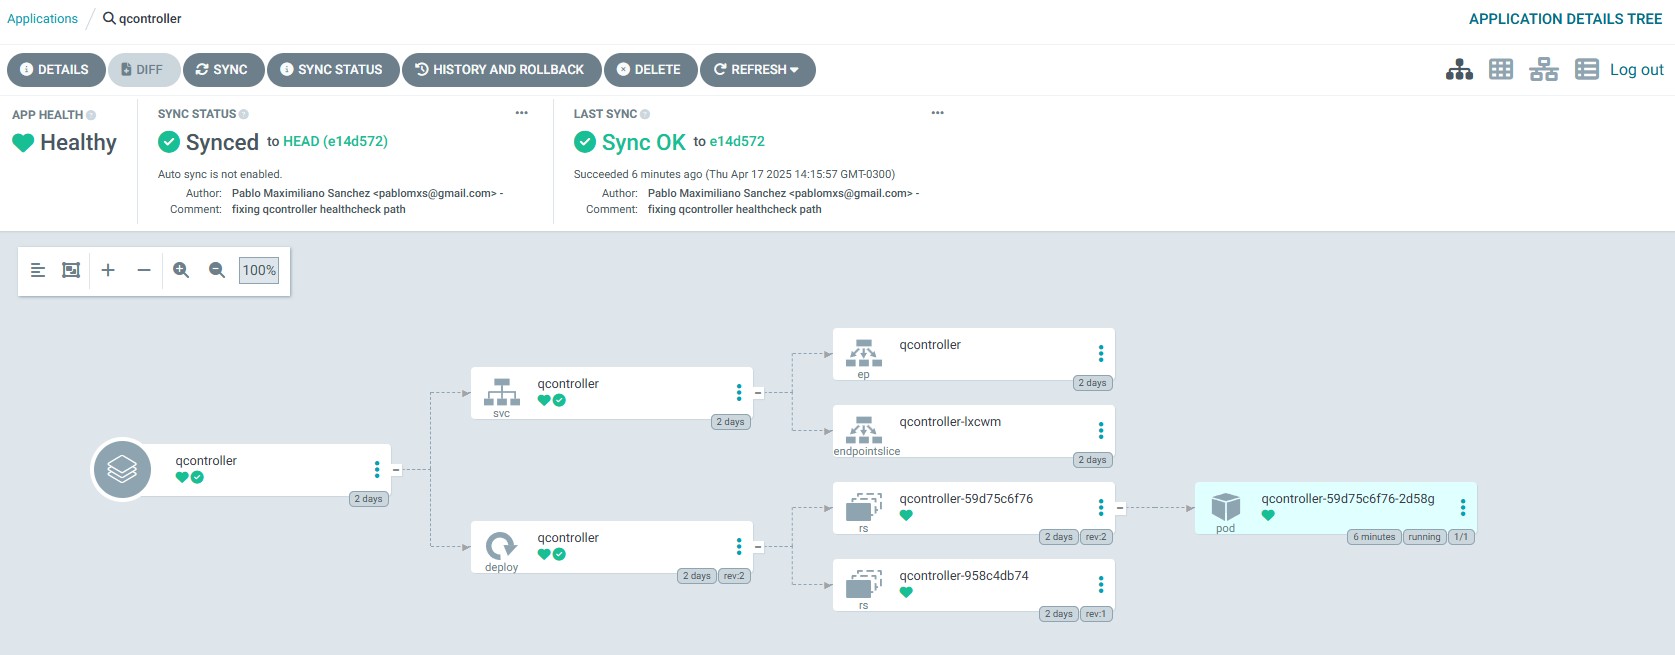 Applications / qcontroller
APPLICATION DETAILS TREE
DETAILS DIFF SYNC SYNC STATUS HISTORY AND ROLLBACK DELETE REFRESH
Log out
APP HEALTH
Healthy
SYNC STATUS
Synced to HEAD (e14d572)
Auto sync is not enabled.
Author: Pablo Maximiliano Sanchez <pablomxs@gmail.com> -
Comment: fixing qcontroller healthcheck path
LAST SYNC
Sync OK to e14d572
Succeeded 6 minutes ago (Thu Apr 17 2025 14:15:57 GMT-0300)
Author: Pablo Maximiliano Sanchez <pablomxs@gmail.com> -
Comment: fixing qcontroller healthcheck path
100%
qcontroller
2 days
qcontroller
svc
2 days
qcontroller
deploy
2 days rev:2
qcontroller
ep
2 days
qcontroller-lxcwm
endpointslice
2 days
qcontroller-59d75c6f76
rs
2 days rev:2
qcontroller-958c4db74
rs
2 days rev:1
qcontroller-59d75c6f76-2d58g
pod
6 minutes running 1/1